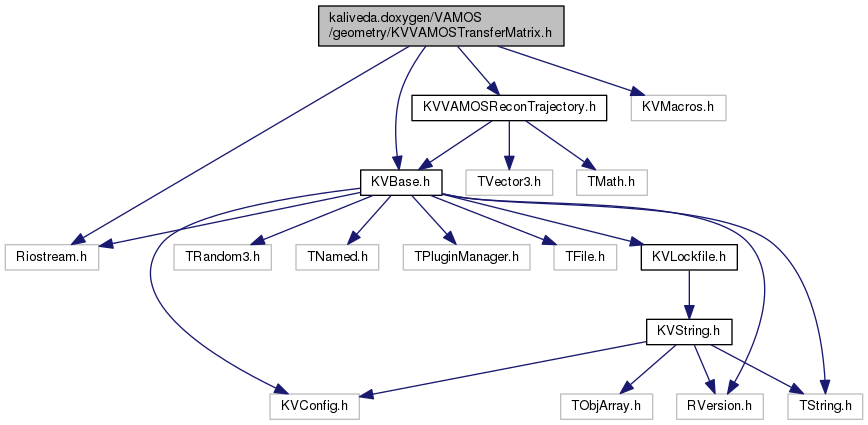 kaliveda.doxygen/VAMOS
/geometry/KVVAMOSTransferMatrix.h
KVVAMOSReconTrajectory.h
KVMacros.h
KVBase.h
TVector3.h
TMath.h
Riostream.h
TRandom3.h
TNamed.h
TPluginManager.h
TFile.h
KVLockfile.h
KVString.h
KVConfig.h
TObjArray.h
RVersion.h
TString.h